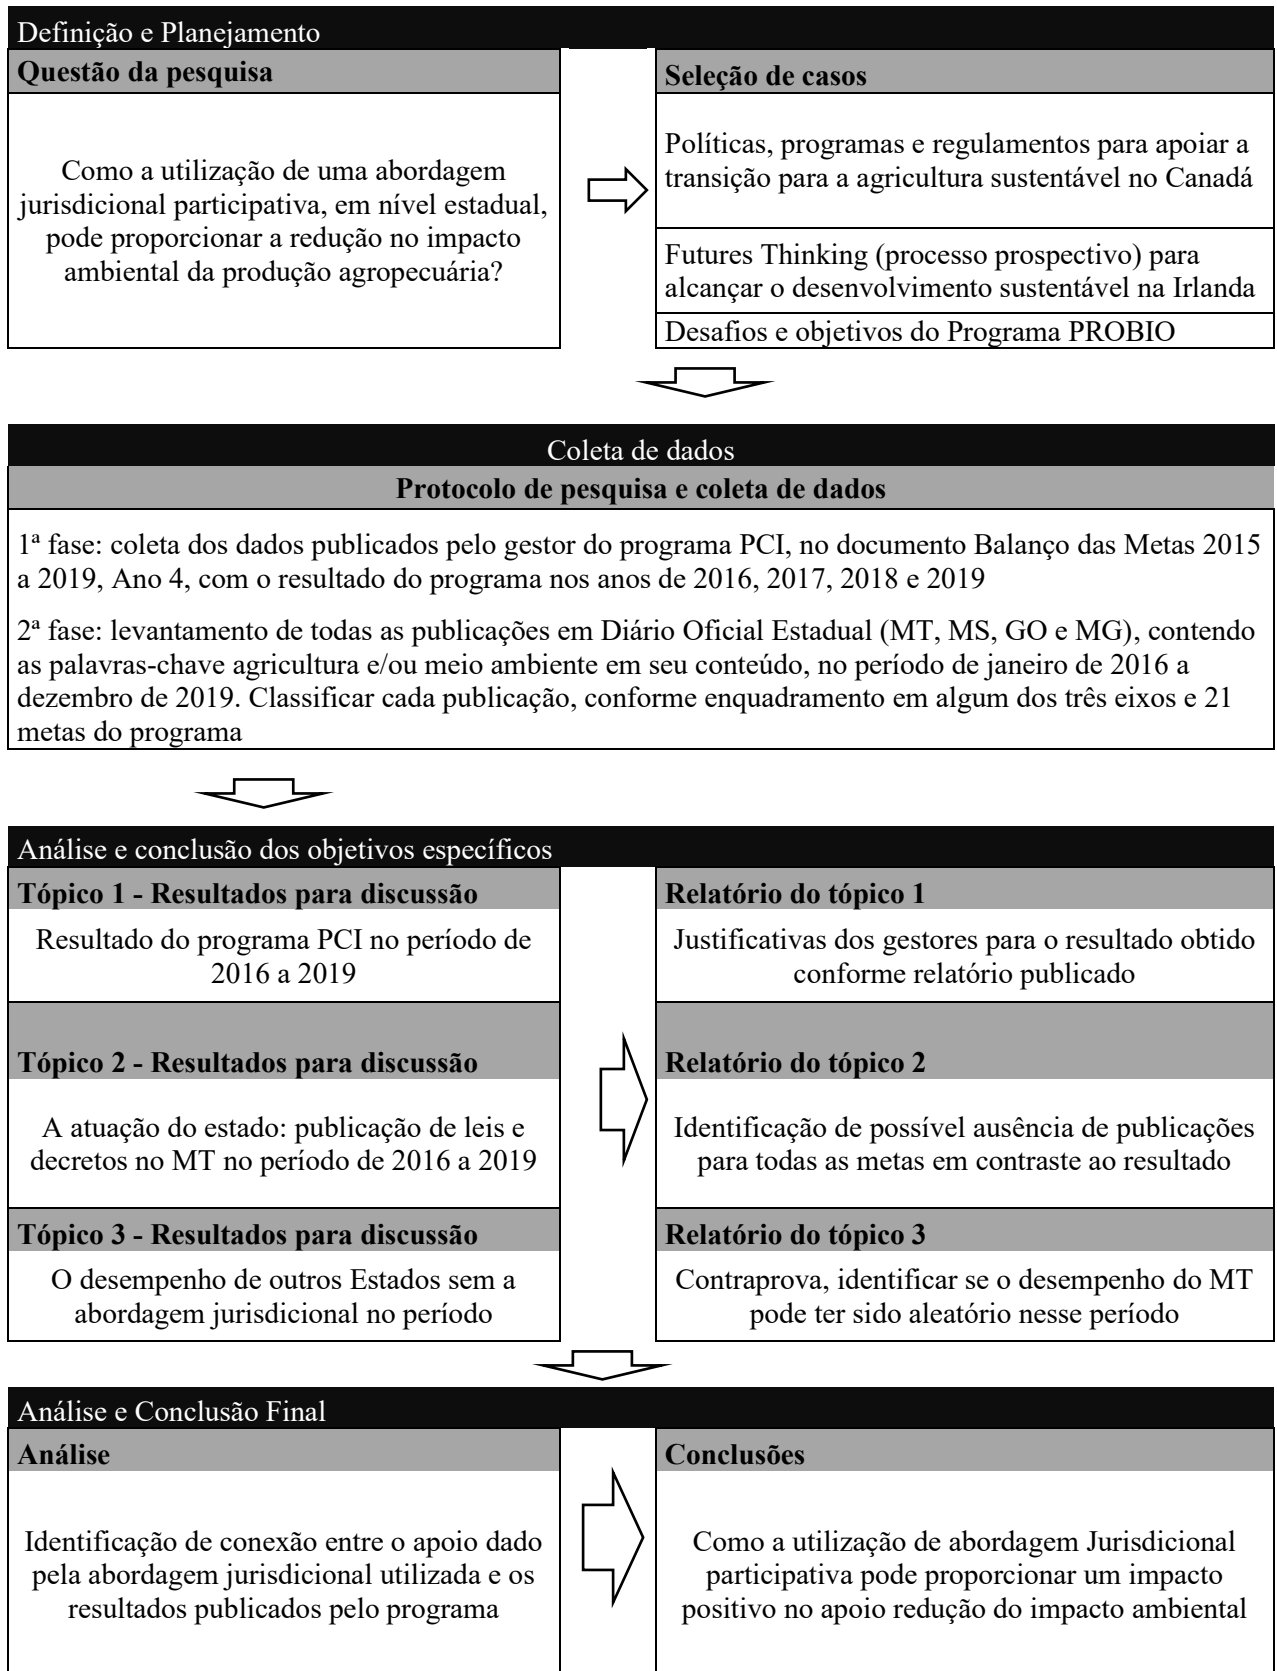 Definição e Planejamento
Questão da pesquisa
Como a utilização de uma abordagem
jurisdicional participativa, em nível estadual,
pode proporcionar a redução no impacto
ambiental da produção agropecuária?
Seleção de casos
Políticas, programas e regulamentos para apoiar a
transição para a agricultura sustentável no Canadá
Futures Thinking (processo prospectivo) para
alcançar o desenvolvimento sustentável na Irlanda
Desafios e objetivos do Programa PROBIO
Coleta de dados
Protocolo de pesquisa e coleta de dados
1ª fase: coleta dos dados publicados pelo gestor do programa PCI, no documento Balanço das Metas 2015
a 2019, Ano 4, com o resultado do programa nos anos de 2016, 2017, 2018 e 2019
2ª fase: levantamento de todas as publicações em Diário Oficial Estadual (MT, MS, GO e MG), contendo
as palavras-chave agricultura e/ou meio ambiente em seu conteúdo, no período de janeiro de 2016 a
dezembro de 2019. Classificar cada publicação, conforme enquadramento em algum dos três eixos e 21
metas do programa
Análise e conclusão dos objetivos específicos
Tópico 1 - Resultados para discussão
Resultado do programa PCI no período de
2016 a 2019
Relatório do tópico 1
Justificativas dos gestores para o resultado obtido
conforme relatório publicado
Tópico 2 - Resultados para discussão
A atuação do estado: publicação de leis e
decretos no MT no período de 2016 a 2019
Relatório do tópico 2
Identificação de possível ausência de publicações
para todas as metas em contraste ao resultado
Tópico 3 - Resultados para discussão
O desempenho de outros Estados sem a
abordagem jurisdicional no período
Relatório do tópico 3
Contraprova, identificar se o desempenho do MT
pode ter sido aleatório nesse período
Análise e Conclusão Final
Análise
Identificação de conexão entre o apoio dado
pela abordagem jurisdicional utilizada e os
resultados publicados pelo programa
Conclusões
Como a utilização de abordagem Jurisdicional
participativa pode proporcionar um impacto
positivo no apoio redução do impacto ambiental